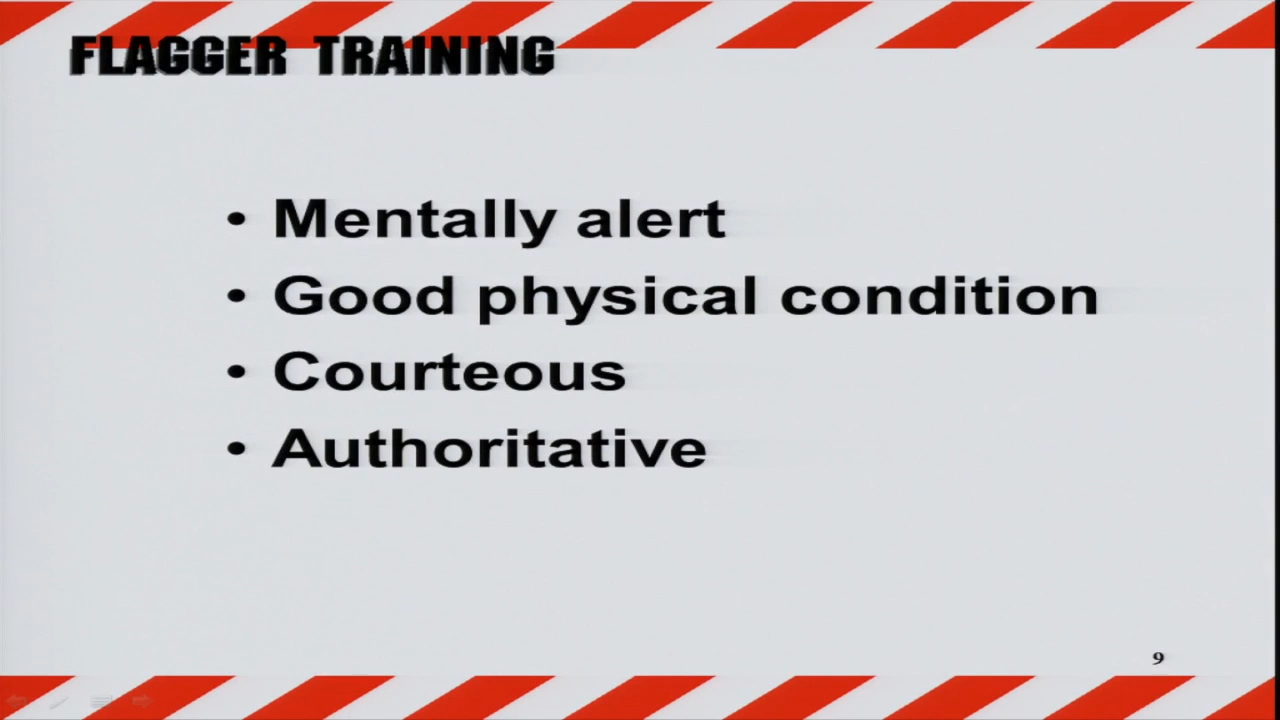 FLAGGER TRAINING
• Mentally alert
• Good physical condition
• Courteous
• Authoritative
9